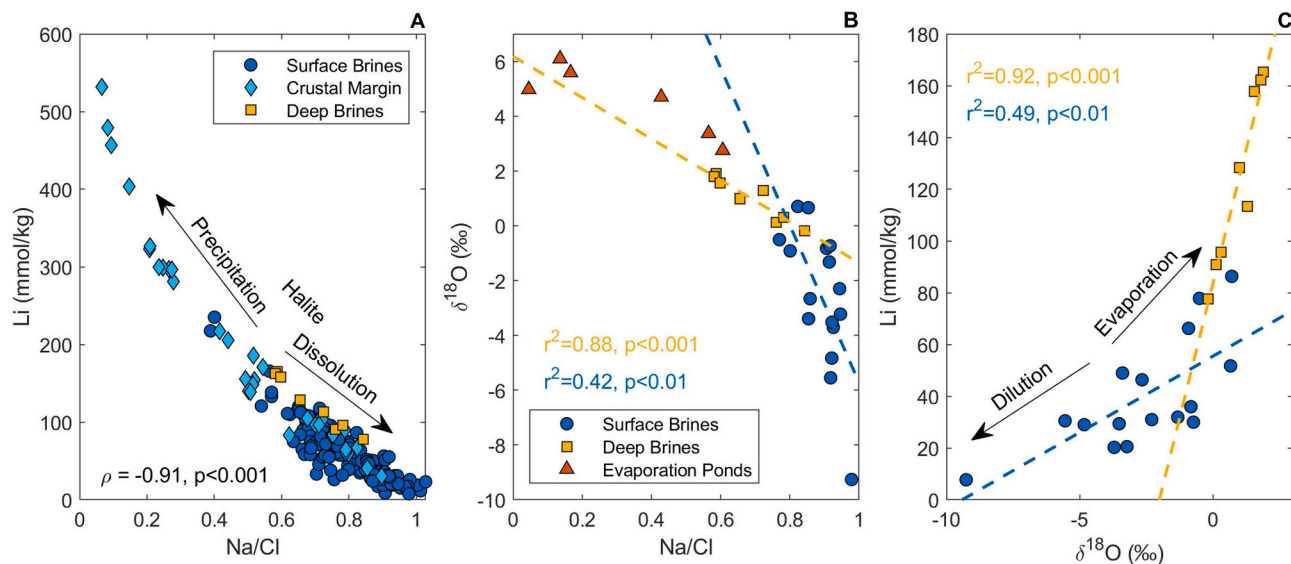 A
600
500
400
300
200
100
0
Li (mmol/kg)
0
0.2
0.4
0.6
0.8
1
Na/Cl
Surface Brines
Crustal Margin
Deep Brines
Precipitation
Halite
Dissolution
ρ = -0.91, p<0.001
B
6
4
2
0
-2
-4
-6
-8
-10
δ¹⁸O (‰)
0
0.2
0.4
0.6
0.8
1
Na/Cl
r²=0.88, p<0.001
r²=0.42, p<0.01
Surface Brines
Deep Brines
Evaporation Ponds
C
180
160
140
120
100
80
60
40
20
0
Li (mmol/kg)
-10
-5
0
δ¹⁸O (‰)
r²=0.92, p<0.001
r²=0.49, p<0.01
Evaporation
Dilution